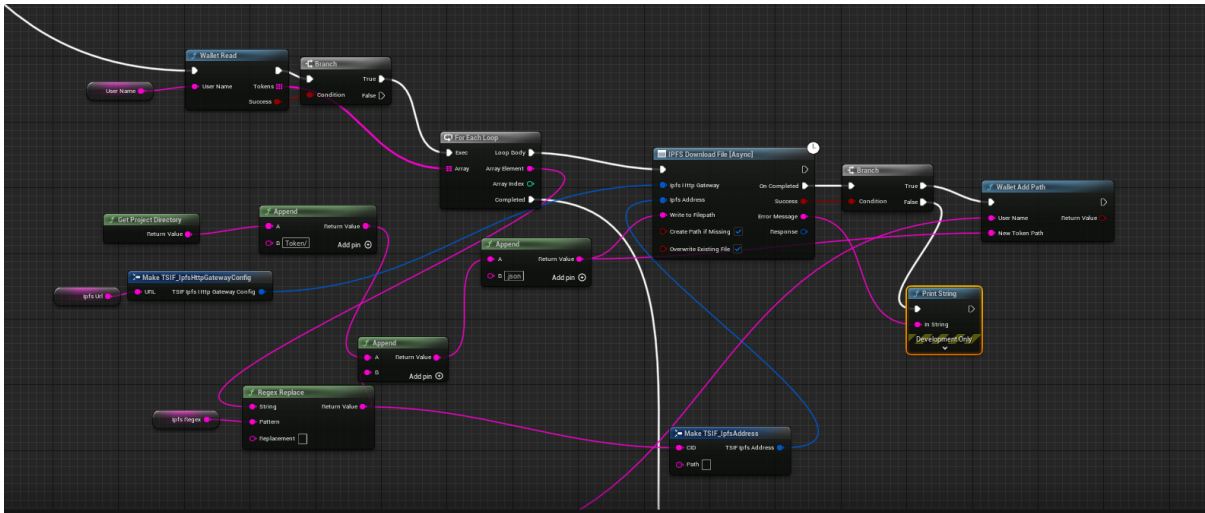 Wallet Read
User Name
Tokens
Success
User Name
Branch
True
Condition
False
For Each Loop
Exec
Loop Body
Array
Array Element
Array Index
Completed
IPFS Download File [Async]
Ipfs Http Gateway
On Completed
Ipfs Address
Success
Write to Filepath
Error Message
Create Path if Missing
Response
Overwrite Existing File
Branch
True
Condition
False
Wallet Add Path
User Name
Return Value
New Token Path
Get Project Directory
Return Value
Append
A
Return Value
B
Token/
Add pin
Append
A
Return Value
B
.json
Add pin
Make TSIF_IpfsHttpGatewayConfig
URL
TSIF Ipfs Http Gateway Config
Ipfs Url
Print String
In String
Development Only
Append
A
Return Value
B
Add pin
Regex Replace
String
Return Value
Pattern
Replacement
Ipfs Regex
Make TSIF_IpfsAddress
CID
TSIF Ipfs Address
Path